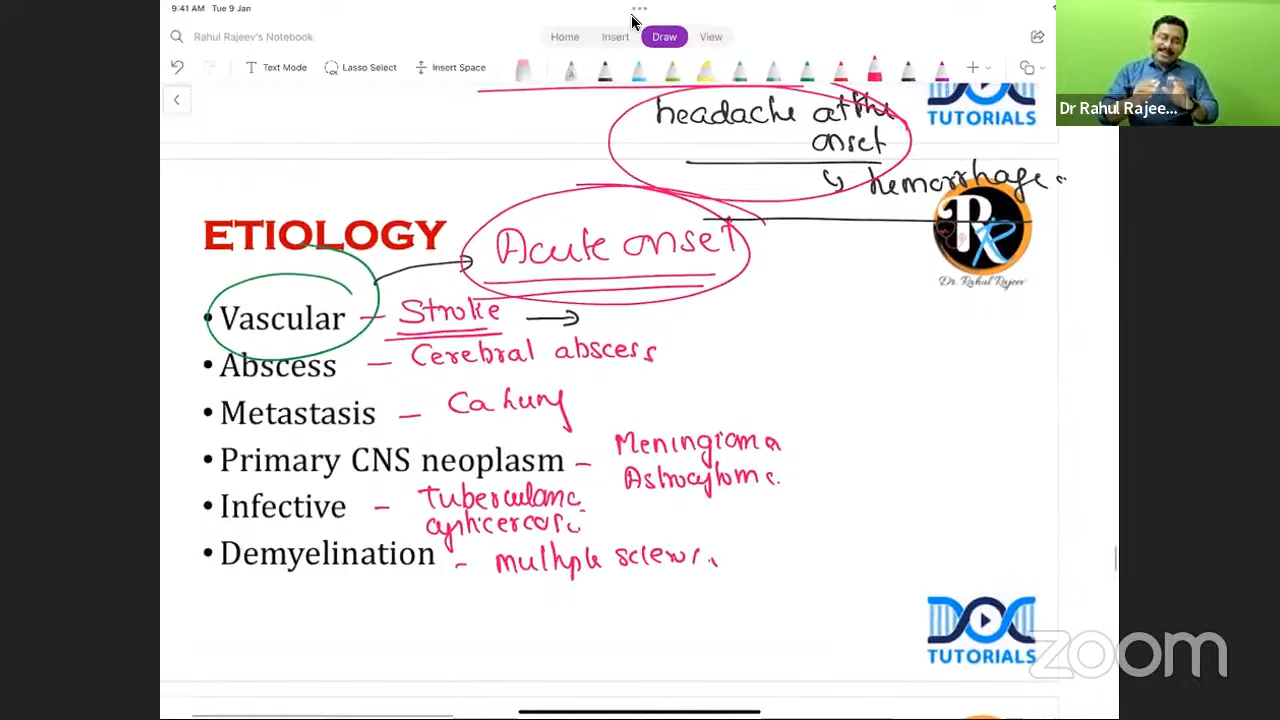 9:41 AM Tue 9 Jan
Rahul Rajeev's Notebook
Home Insert Draw View
Text Mode Lasso Select Insert Space
Dr Rahul Rajee...
headache at the
onset
TUTORIALS
hemorrhage
ETIOLOGY
Acute onset
R R
Dr. Rahul Rajeev
• Vascular – Stroke
• Abscess – Cerebral abscess
• Metastasis – Ca Lung
• Primary CNS neoplasm – Meningioma
Astrocytoma
• Infective – Tuberculoma
cysticercosi
• Demyelination – multiple sclerosis
TUTORIALS
zoom